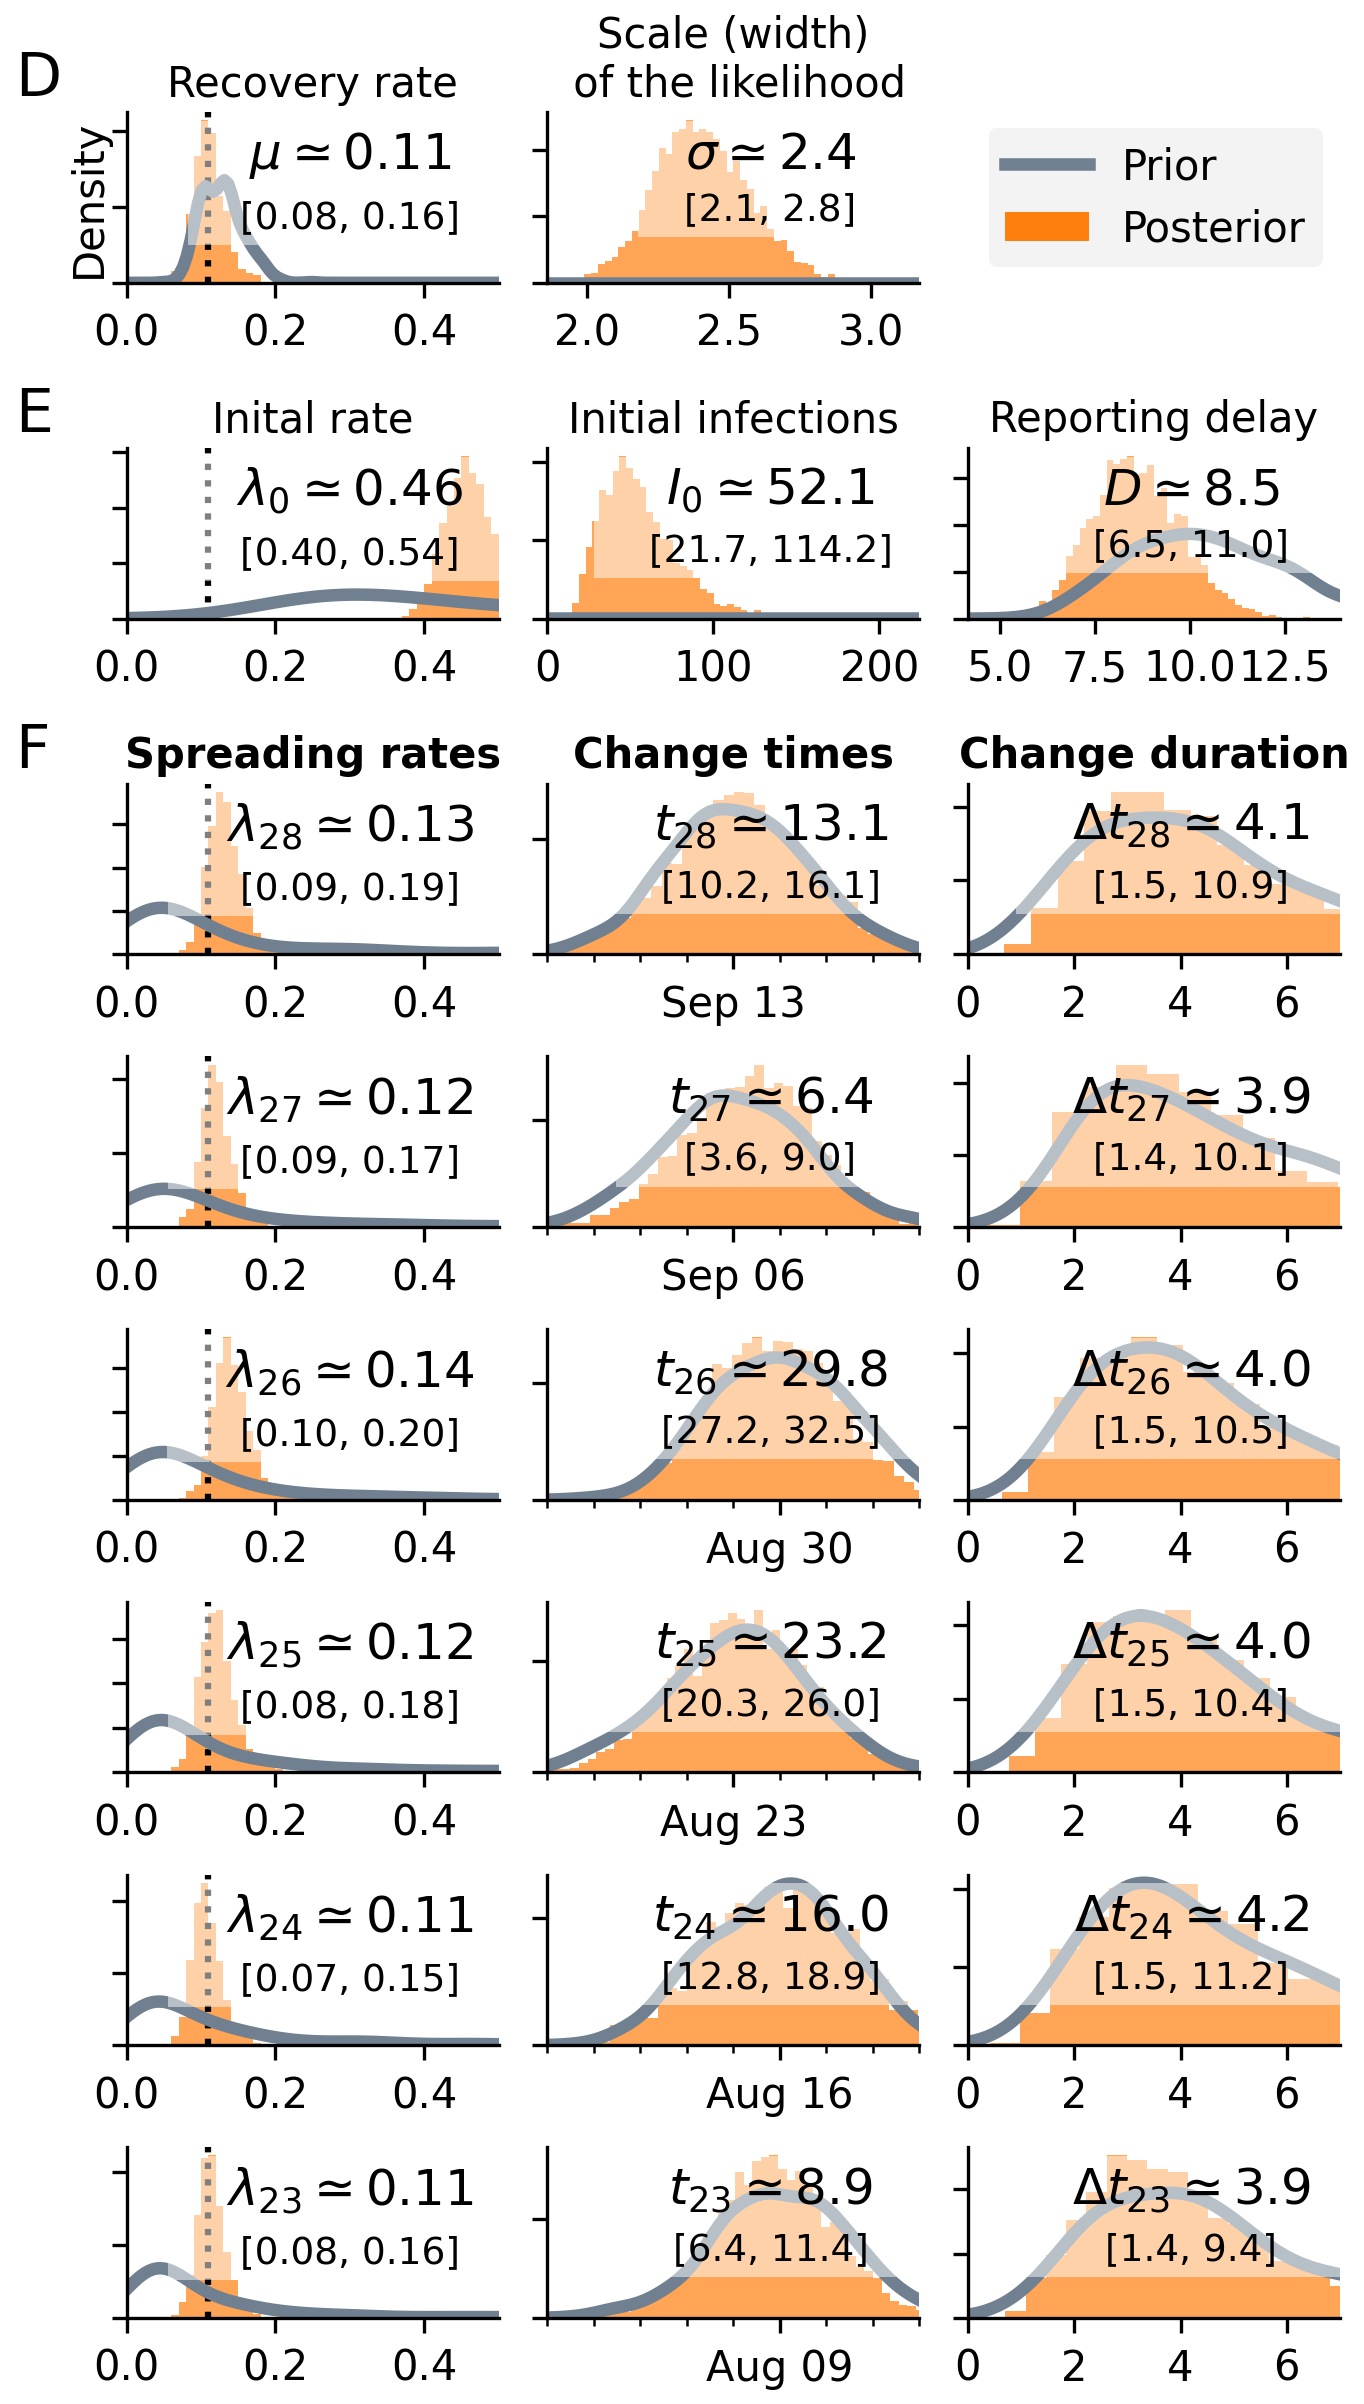 D
Recovery rate
Density
μ ≃ 0.11
[0.08, 0.16]
0.0 0.2 0.4
Scale (width)
of the likelihood
σ ≃ 2.4
[2.1, 2.8]
2.0 2.5 3.0
Prior
Posterior
E
Inital rate
λ0 ≃ 0.46
[0.40, 0.54]
0.0 0.2 0.4
Initial infections
I0 ≃ 52.1
[21.7, 114.2]
0 100 200
Reporting delay
D ≃ 8.5
[6.5, 11.0]
5.0 7.5 10.0 12.5
F
Spreading rates
Change times
Change duration
λ28 ≃ 0.13
[0.09, 0.19]
0.0 0.2 0.4
t28 ≃ 13.1
[10.2, 16.1]
Sep 13
Δt28 ≃ 4.1
[1.5, 10.9]
0 2 4 6
λ27 ≃ 0.12
[0.09, 0.17]
0.0 0.2 0.4
t27 ≃ 6.4
[3.6, 9.0]
Sep 06
Δt27 ≃ 3.9
[1.4, 10.1]
0 2 4 6
λ26 ≃ 0.14
[0.10, 0.20]
0.0 0.2 0.4
t26 ≃ 29.8
[27.2, 32.5]
Aug 30
Δt26 ≃ 4.0
[1.5, 10.5]
0 2 4 6
λ25 ≃ 0.12
[0.08, 0.18]
0.0 0.2 0.4
t25 ≃ 23.2
[20.3, 26.0]
Aug 23
Δt25 ≃ 4.0
[1.5, 10.4]
0 2 4 6
λ24 ≃ 0.11
[0.07, 0.15]
0.0 0.2 0.4
t24 ≃ 16.0
[12.8, 18.9]
Aug 16
Δt24 ≃ 4.2
[1.5, 11.2]
0 2 4 6
λ23 ≃ 0.11
[0.08, 0.16]
0.0 0.2 0.4
t23 ≃ 8.9
[6.4, 11.4]
Aug 09
Δt23 ≃ 3.9
[1.4, 9.4]
0 2 4 6